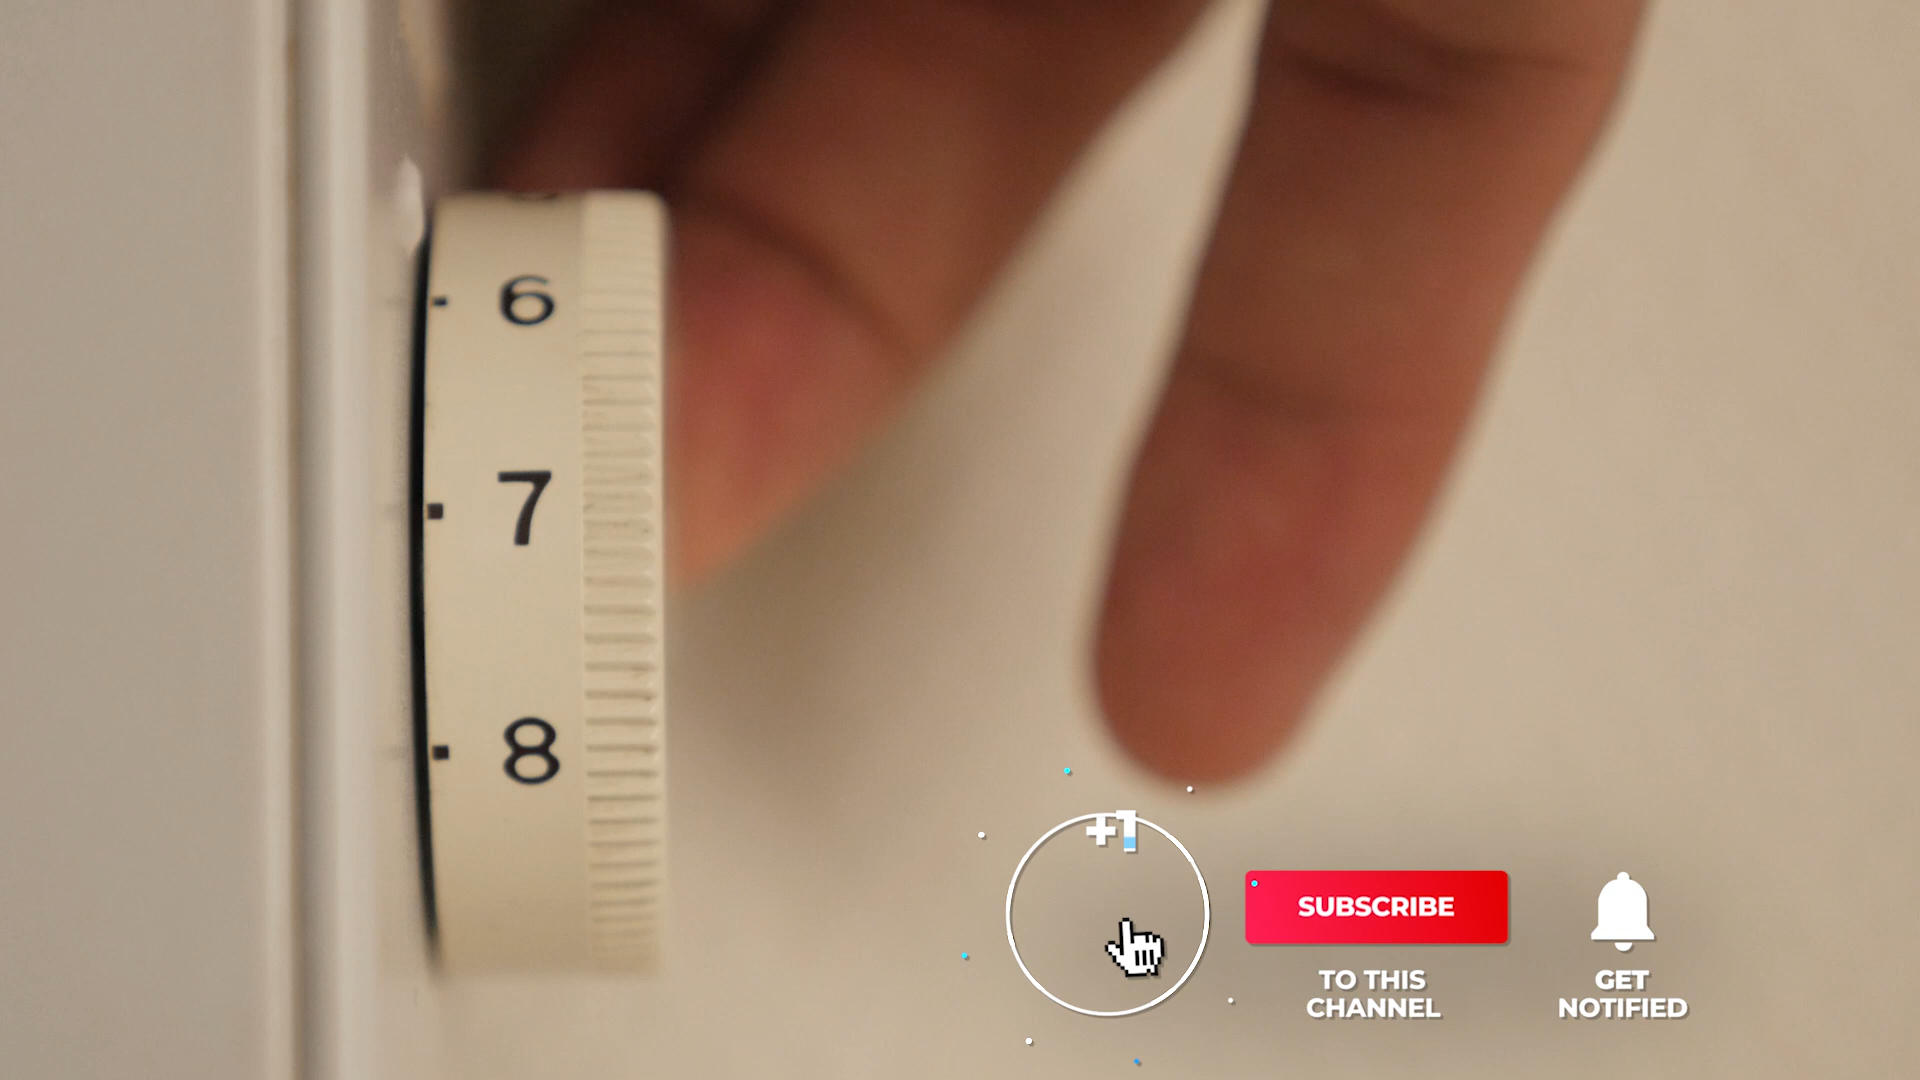 6
7
8
+1
SUBSCRIBE
TO THIS
CHANNEL
GET
NOTIFIED